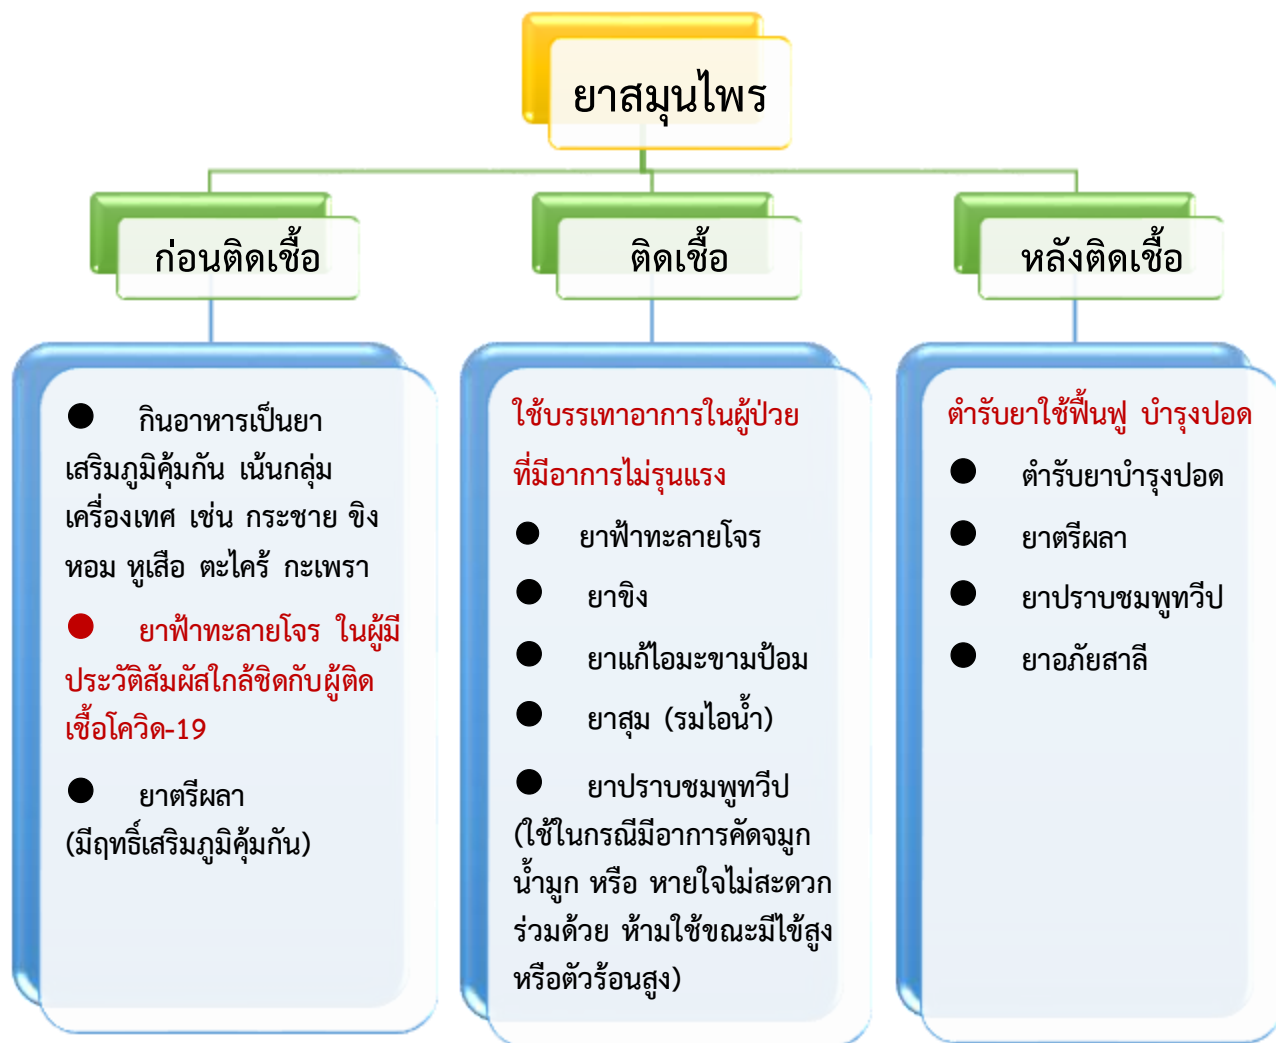 ยาสมุนไพร
ก่อนติดเชื้อ
● กินอาหารเป็นยา
เสริมภูมิคุ้มกัน เน้นกลุ่ม
เครื่องเทศ เช่น กระชาย ขิง
หอม หูเสือ ตะไคร้ กะเพรา
● ยาฟ้าทะลายโจร ในผู้มี
ประวัติสัมผัสใกล้ชิดกับผู้ติด
เชื้อโควิด-19
● ยาตรีผลา
(มีฤทธิ์เสริมภูมิคุ้มกัน)
ติดเชื้อ
ใช้บรรเทาอาการในผู้ป่วย
ที่มีอาการไม่รุนแรง
● ยาฟ้าทะลายโจร
● ยาขิง
● ยาแก้ไอมะขามป้อม
● ยาสุม (รมไอน้ำ)
● ยาปราบชมพูทวีป
(ใช้ในกรณีมีอาการคัดจมูก
น้ำมูก หรือ หายใจไม่สะดวก
ร่วมด้วย ห้ามใช้ขณะมีไข้สูง
หรือตัวร้อนสูง)
หลังติดเชื้อ
ตำรับยาใช้ฟื้นฟู บำรุงปอด
● ตำรับยาบำรุงปอด
● ยาตรีผลา
● ยาปราบชมพูทวีป
● ยาอภัยสาลี